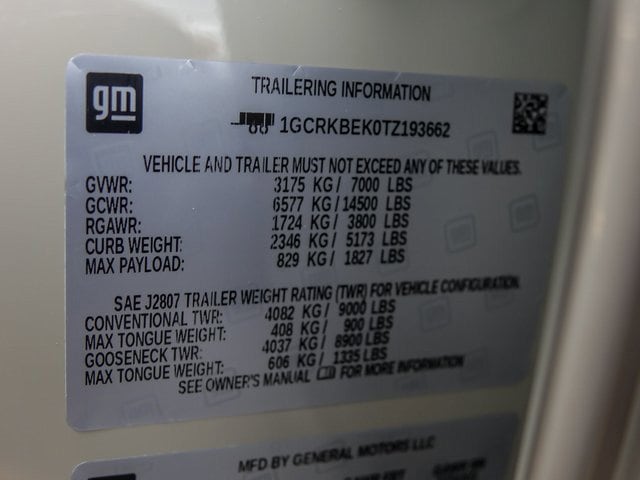 gm
TRAILERING INFORMATION
1GCRKBEK0TZ193662
VEHICLE AND TRAILER MUST NOT EXCEED ANY OF THESE VALUES.
GVWR: 3175 KG / 7000 LBS
GCWR: 6577 KG / 14500 LBS
RGAWR: 1724 KG / 3800 LBS
CURB WEIGHT: 2346 KG / 5173 LBS
MAX PAYLOAD: 829 KG / 1827 LBS
SAE J2807 TRAILER WEIGHT RATING (TWR) FOR VEHICLE CONFIGURATION.
CONVENTIONAL TWR: 4082 KG / 9000 LBS
MAX TONGUE WEIGHT: 408 KG / 900 LBS
GOOSENECK TWR: 4037 KG / 8900 LBS
MAX TONGUE WEIGHT: 606 KG / 1335 LBS
SEE OWNER'S MANUAL FOR MORE INFORMATION
MFD BY GENERAL MOTORS LLC